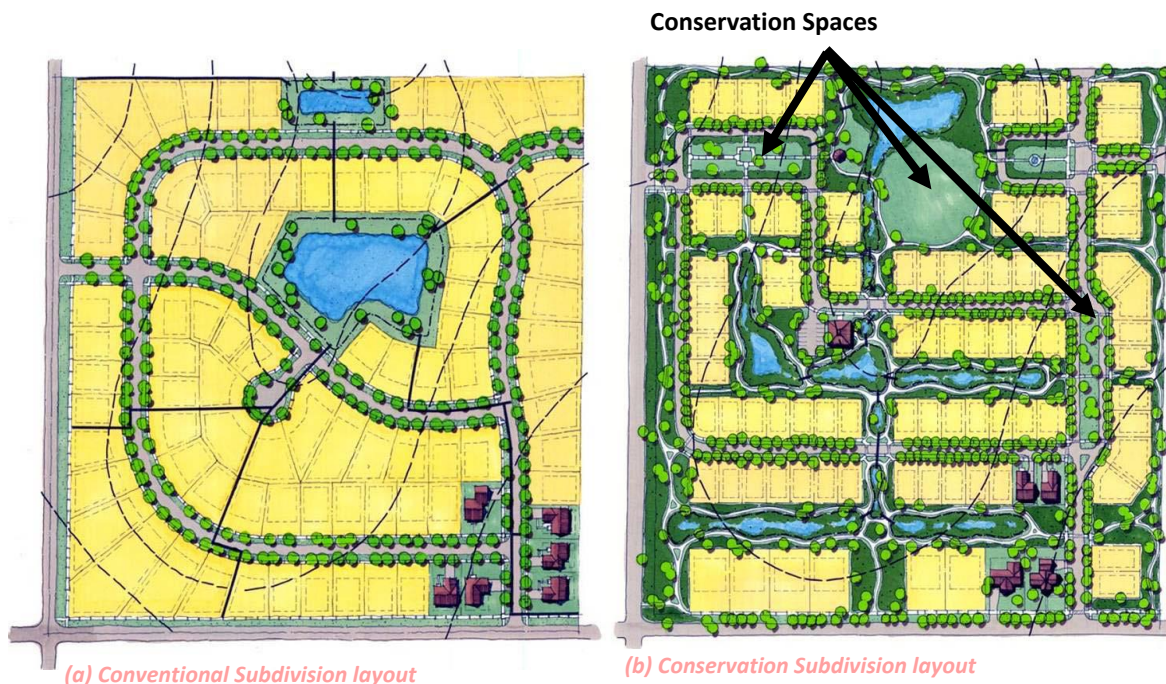 Conservation Spaces
(a) Conventional Subdivision layout
(b) Conservation Subdivision layout